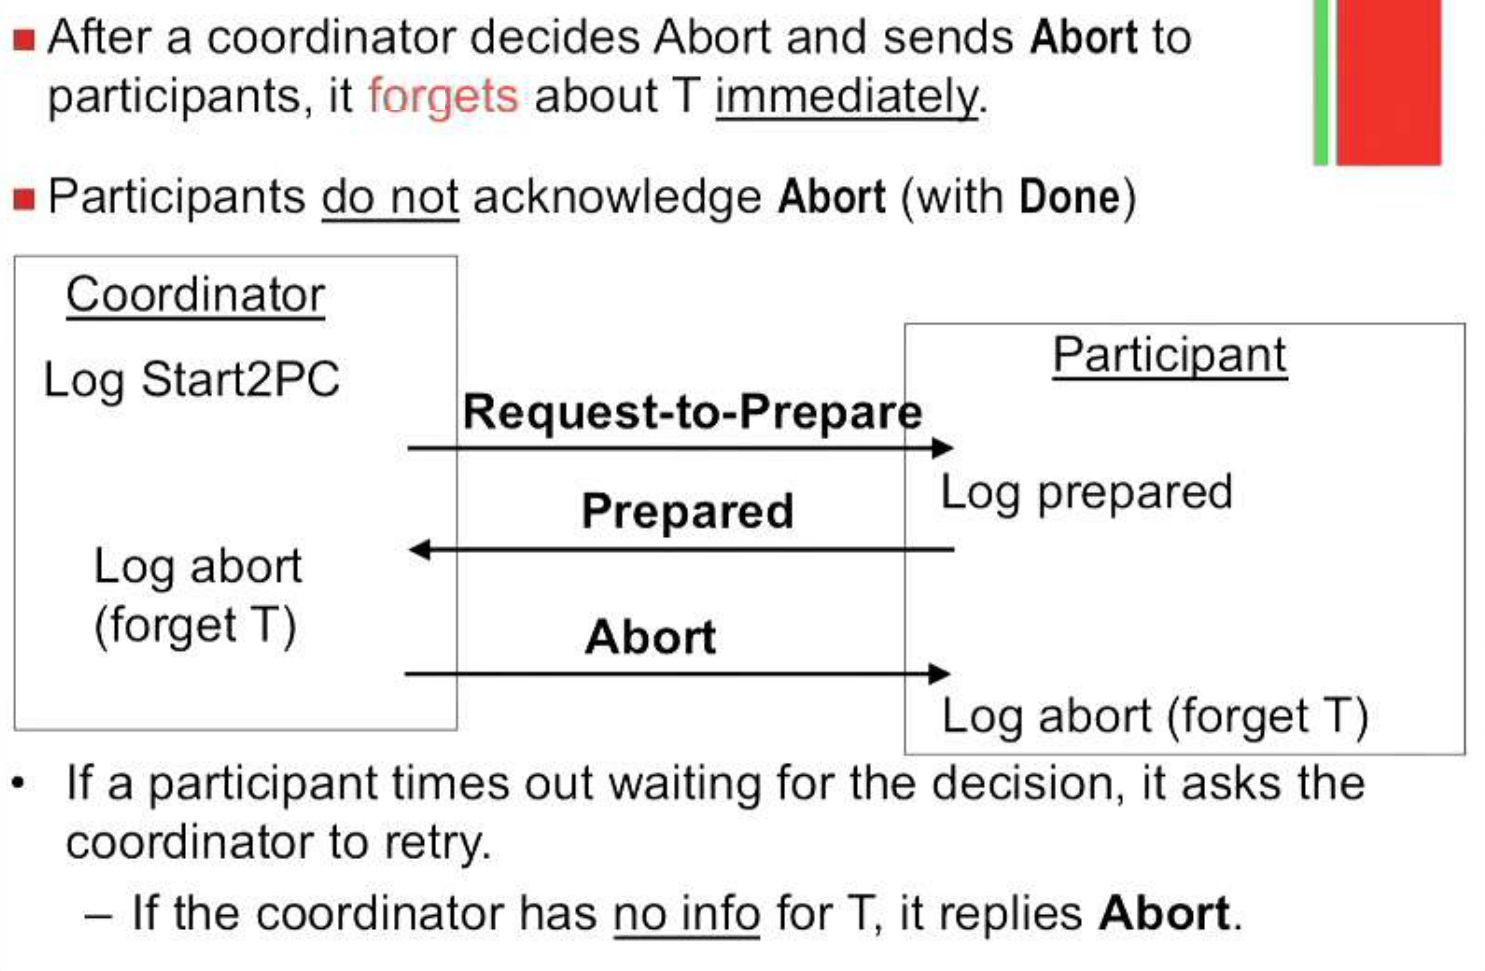 After a coordinator decides Abort and sends Abort to
participants, it forgets about T immediately.
Participants do not acknowledge Abort (with Done)
Coordinator
Log Start2PC
Participant
Request-to-Prepare
Log prepared
Prepared
Log abort
(forget T)
Abort
Log abort (forget T)
• If a participant times out waiting for the decision, it asks the
coordinator to retry.
– If the coordinator has no info for T, it replies Abort.